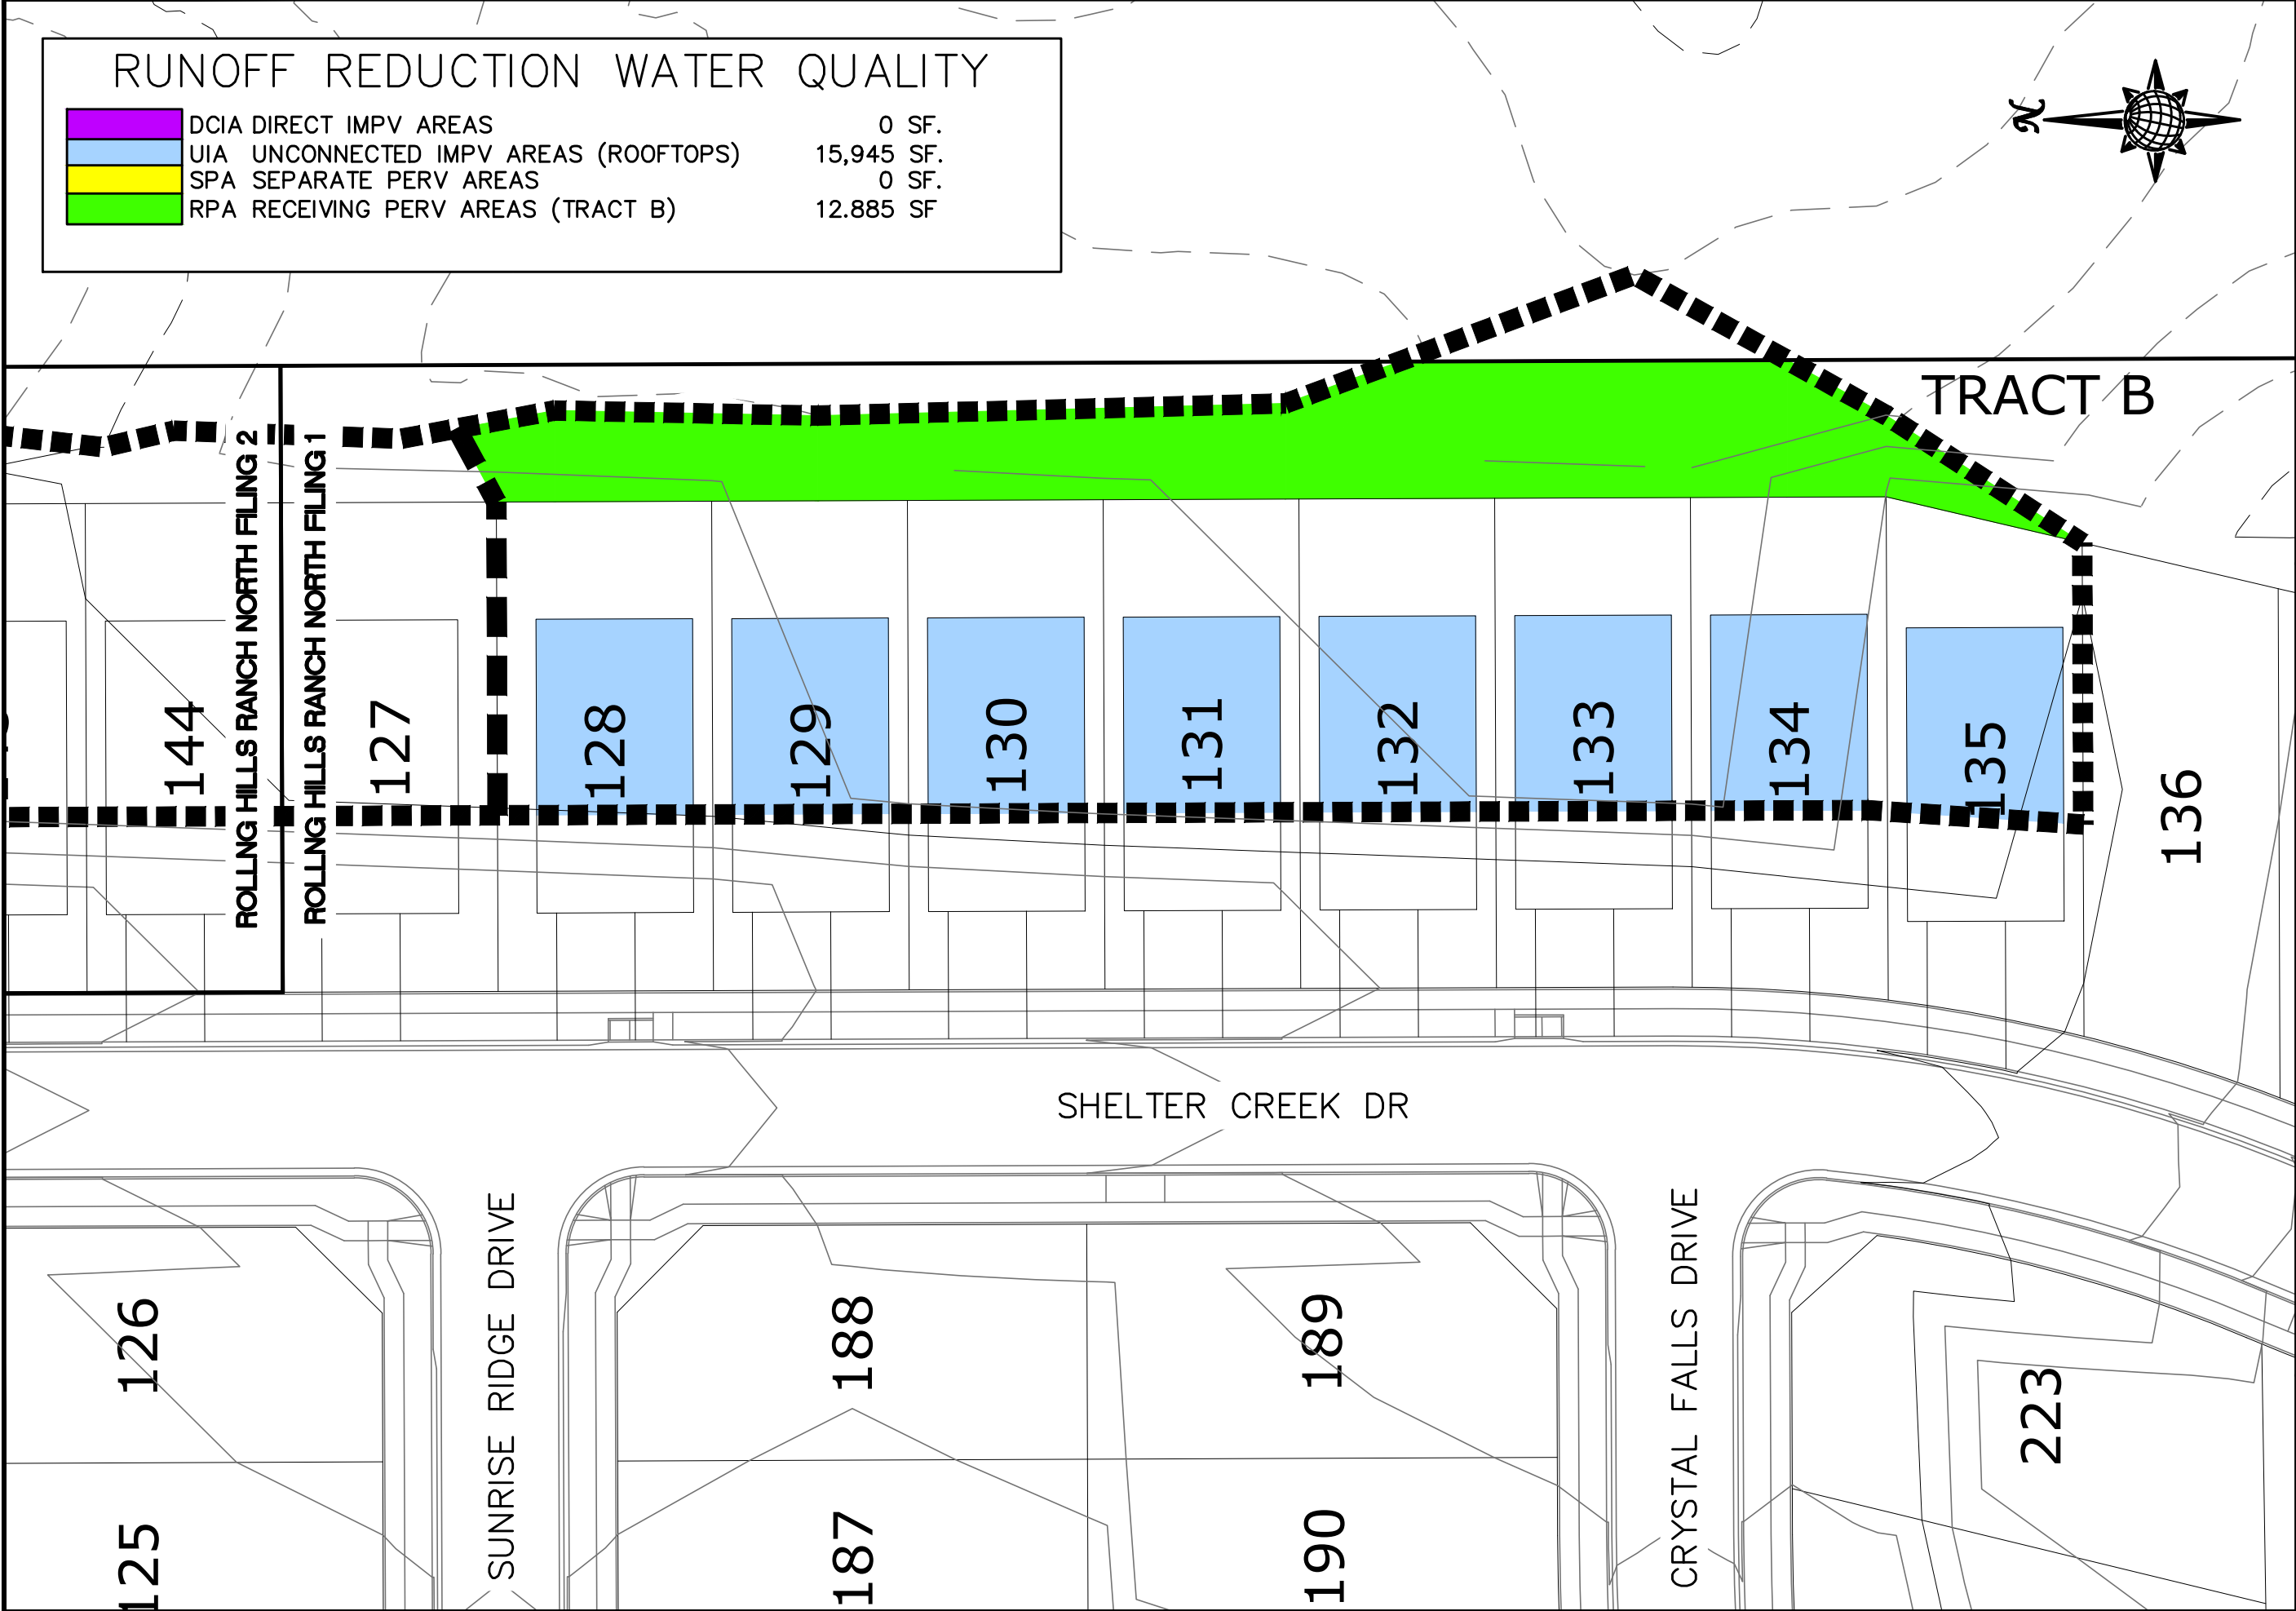 RUNOFF REDUCTION WATER QUALITY
DCIA DIRECT IMPV AREAS 0 SF.
UIA UNCONNECTED IMPV AREAS (ROOFTOPS) 15,945 SF.
SPA SEPARATE PERV AREAS 0 SF.
RPA RECEIVING PERV AREAS (TRACT B) 12.885 SF
N
TRACT B
ROLLING HILLS RANCH NORTH FILING 2
ROLLING HILLS RANCH NORTH FILING 1
144
127
128
129
130
131
132
133
134
135
136
SHELTER CREEK DR
SUNRISE RIDGE DRIVE
CRYSTAL FALLS DRIVE
126
188
189
223
125
187
190